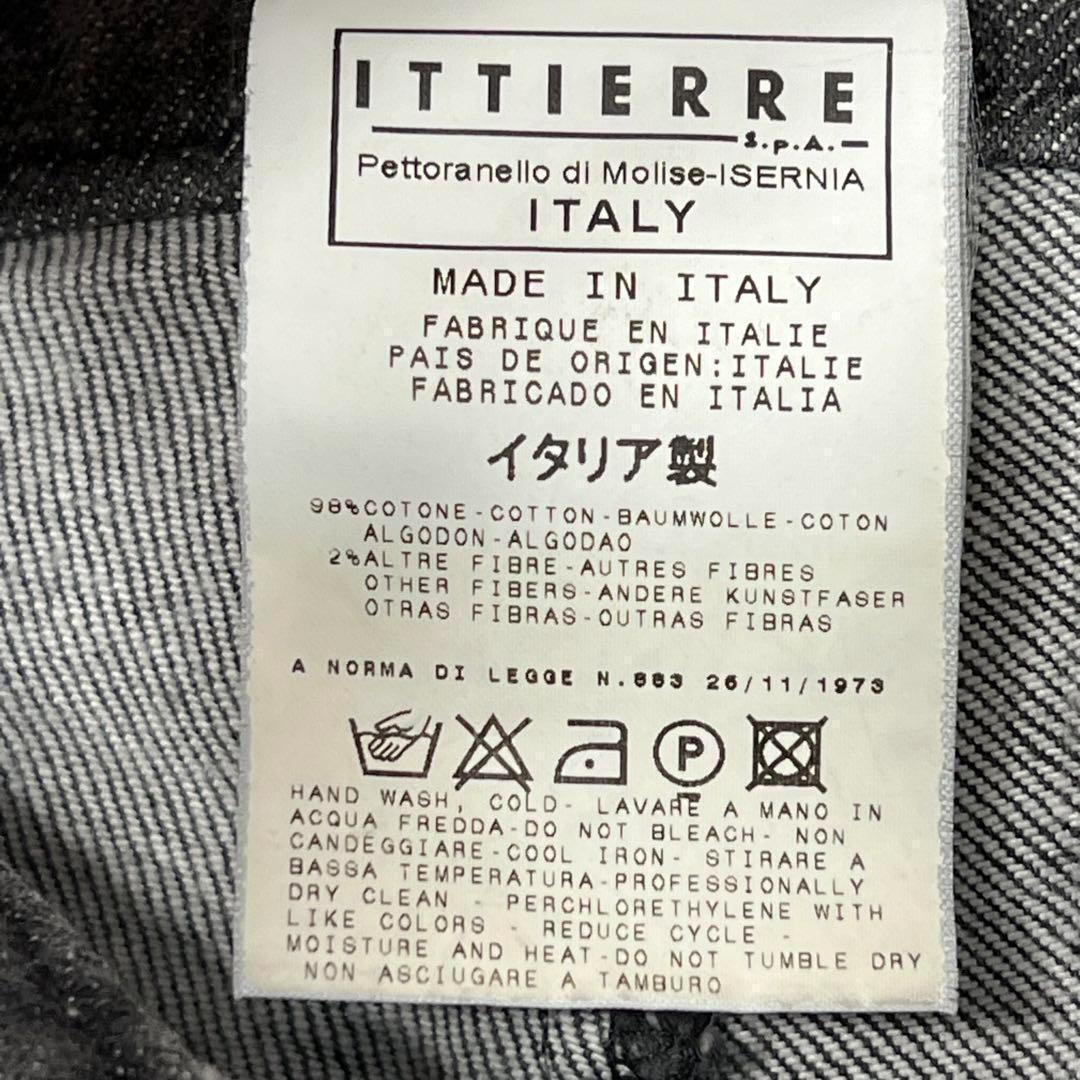 ITTIERRE
S.p.A.
Pettoranello di Molise-ISERNIA
ITALY
MADE IN ITALY
FABRIQUE EN ITALIE
PAIS DE ORIGEN:ITALIE
FABRICADO EN ITALIA
イタリア製
98%COTONE-COTTON-BAUMWOLLE-COTON
ALGODON-ALGODAO
2%ALTRE FIBRE-AUTRES FIBRES
OTHER FIBERS-ANDERE KUNSTFASER
OTRAS FIBRAS-OUTRAS FIBRAS
A NORMA DI LEGGE N.883 26/11/1973
P
HAND WASH, COLD- LAVARE A MANO IN
ACQUA FREDDA-DO NOT BLEACH- NON
CANDEGGIARE-COOL IRON- STIRARE A
BASSA TEMPERATURA-PROFESSIONALLY
DRY CLEAN - PERCHLORETHYLENE WITH
LIKE COLORS - REDUCE CYCLE -
MOISTURE AND HEAT-DO NOT TUMBLE DRY
NON ASCIUGARE A TAMBURO